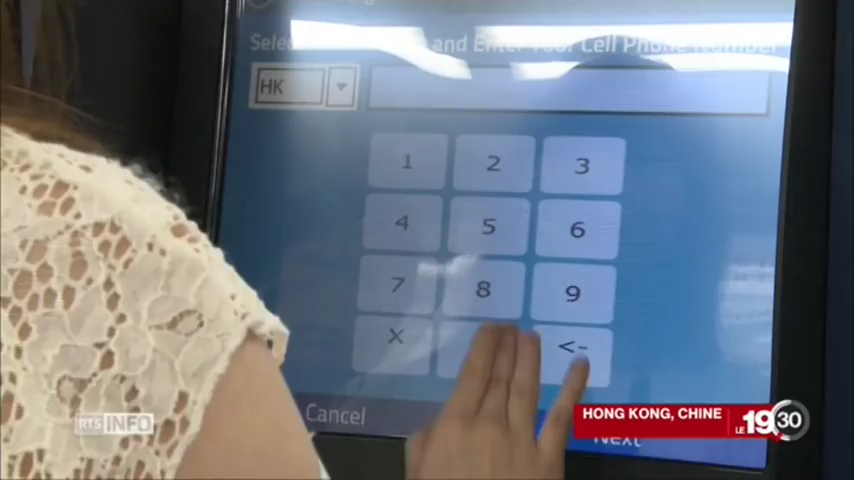 and Enter Your Cell Phone Number
HK
1 2 3
4 5 6
7 8 9
X <-
Cancel
Next
RTS INFO
HONG KONG, CHINE
LE 19:30